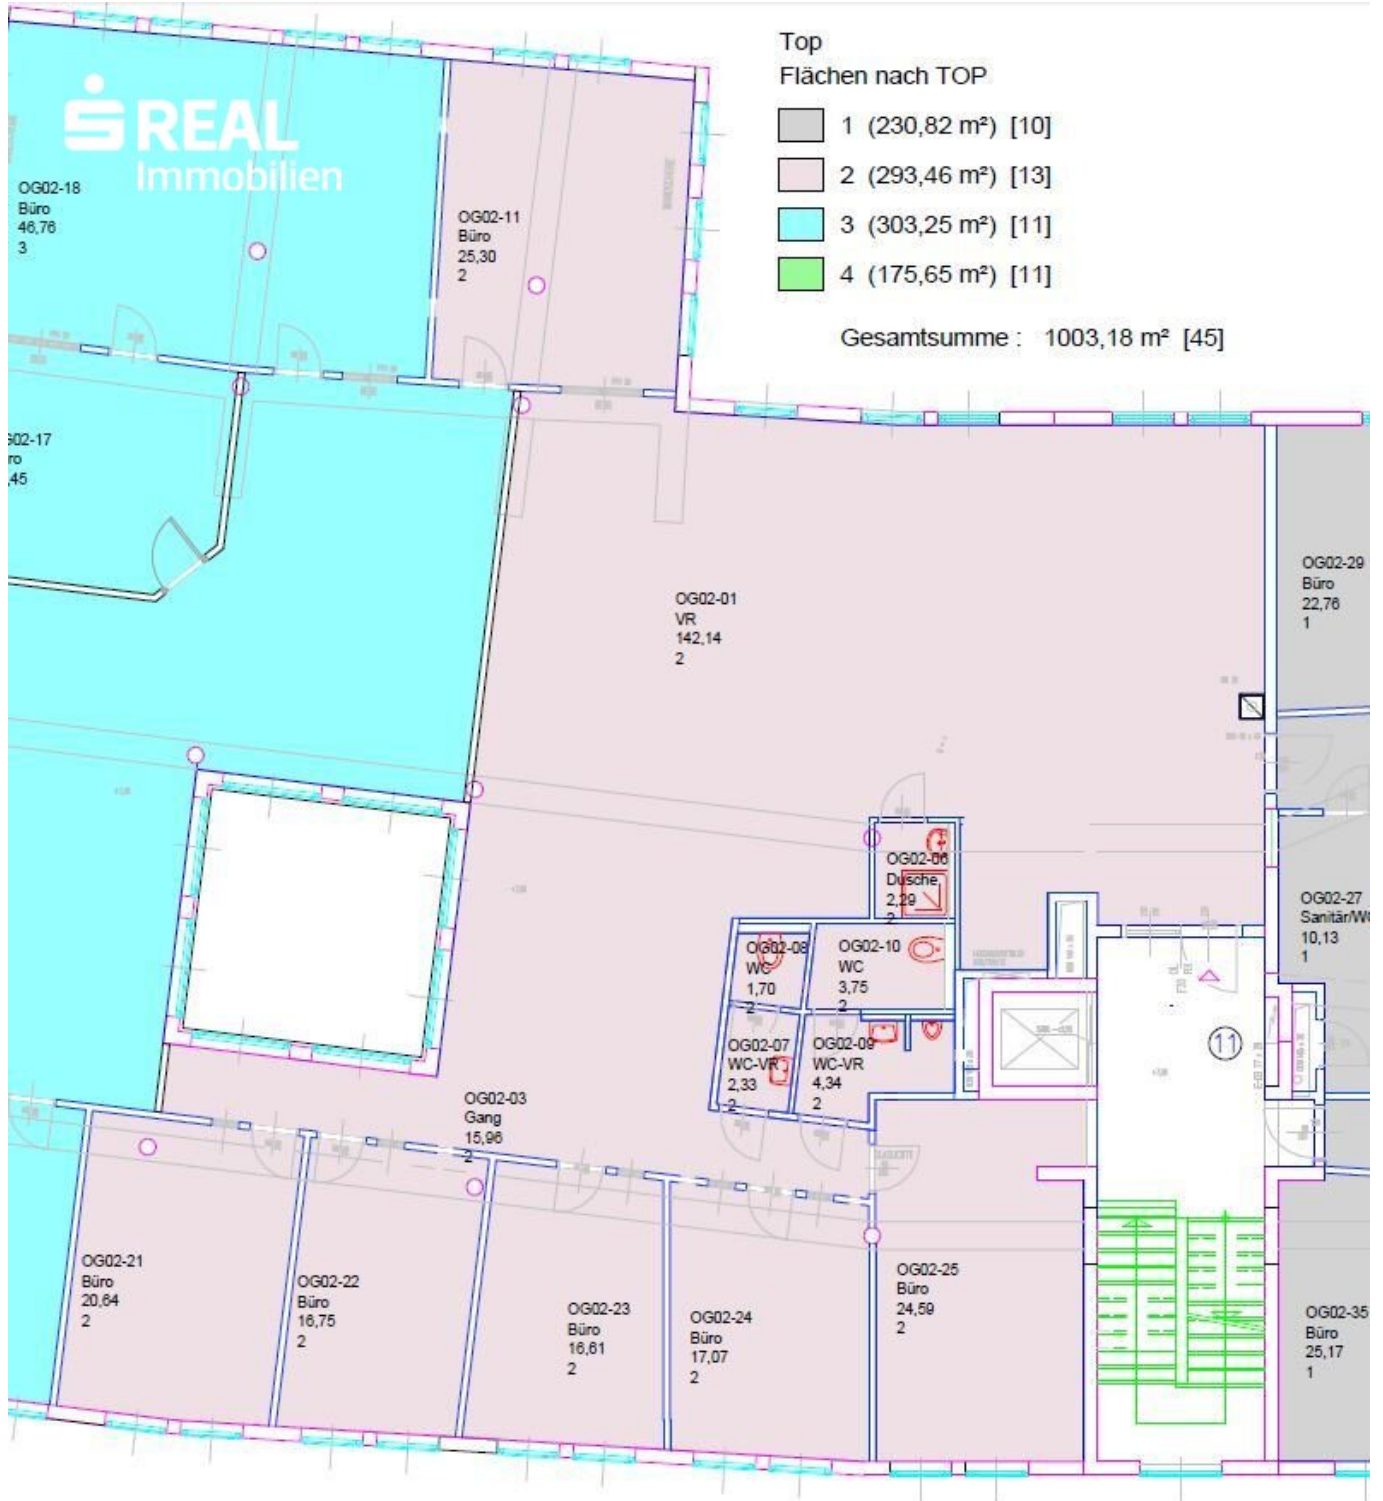 Top
Flächen nach TOP
1 (230,82 m²) [10]
2 (293,46 m²) [13]
3 (303,25 m²) [11]
4 (175,65 m²) [11]
Gesamtsumme : 1003,18 m² [45]
S REAL
Immobilien
OG02-18
Büro
46,76
3
OG02-11
Büro
25,30
2
02-17
ro
,45
OG02-01
VR
142,14
2
OG02-29
Büro
22,76
1
OG02-06
Dusche
2,29
2
OG02-27
Sanitär/W
10,13
1
OG02-08
WC
1,70
2
OG02-10
WC
3,75
2
OG02-07
WC-VR
2,33
2
OG02-09
WC-VR
4,34
2
11
OG02-03
Gang
15,96
2
OG02-21
Büro
20,64
2
OG02-22
Büro
16,75
2
OG02-23
Büro
16,61
2
OG02-24
Büro
17,07
2
OG02-25
Büro
24,59
2
OG02-35
Büro
25,17
1